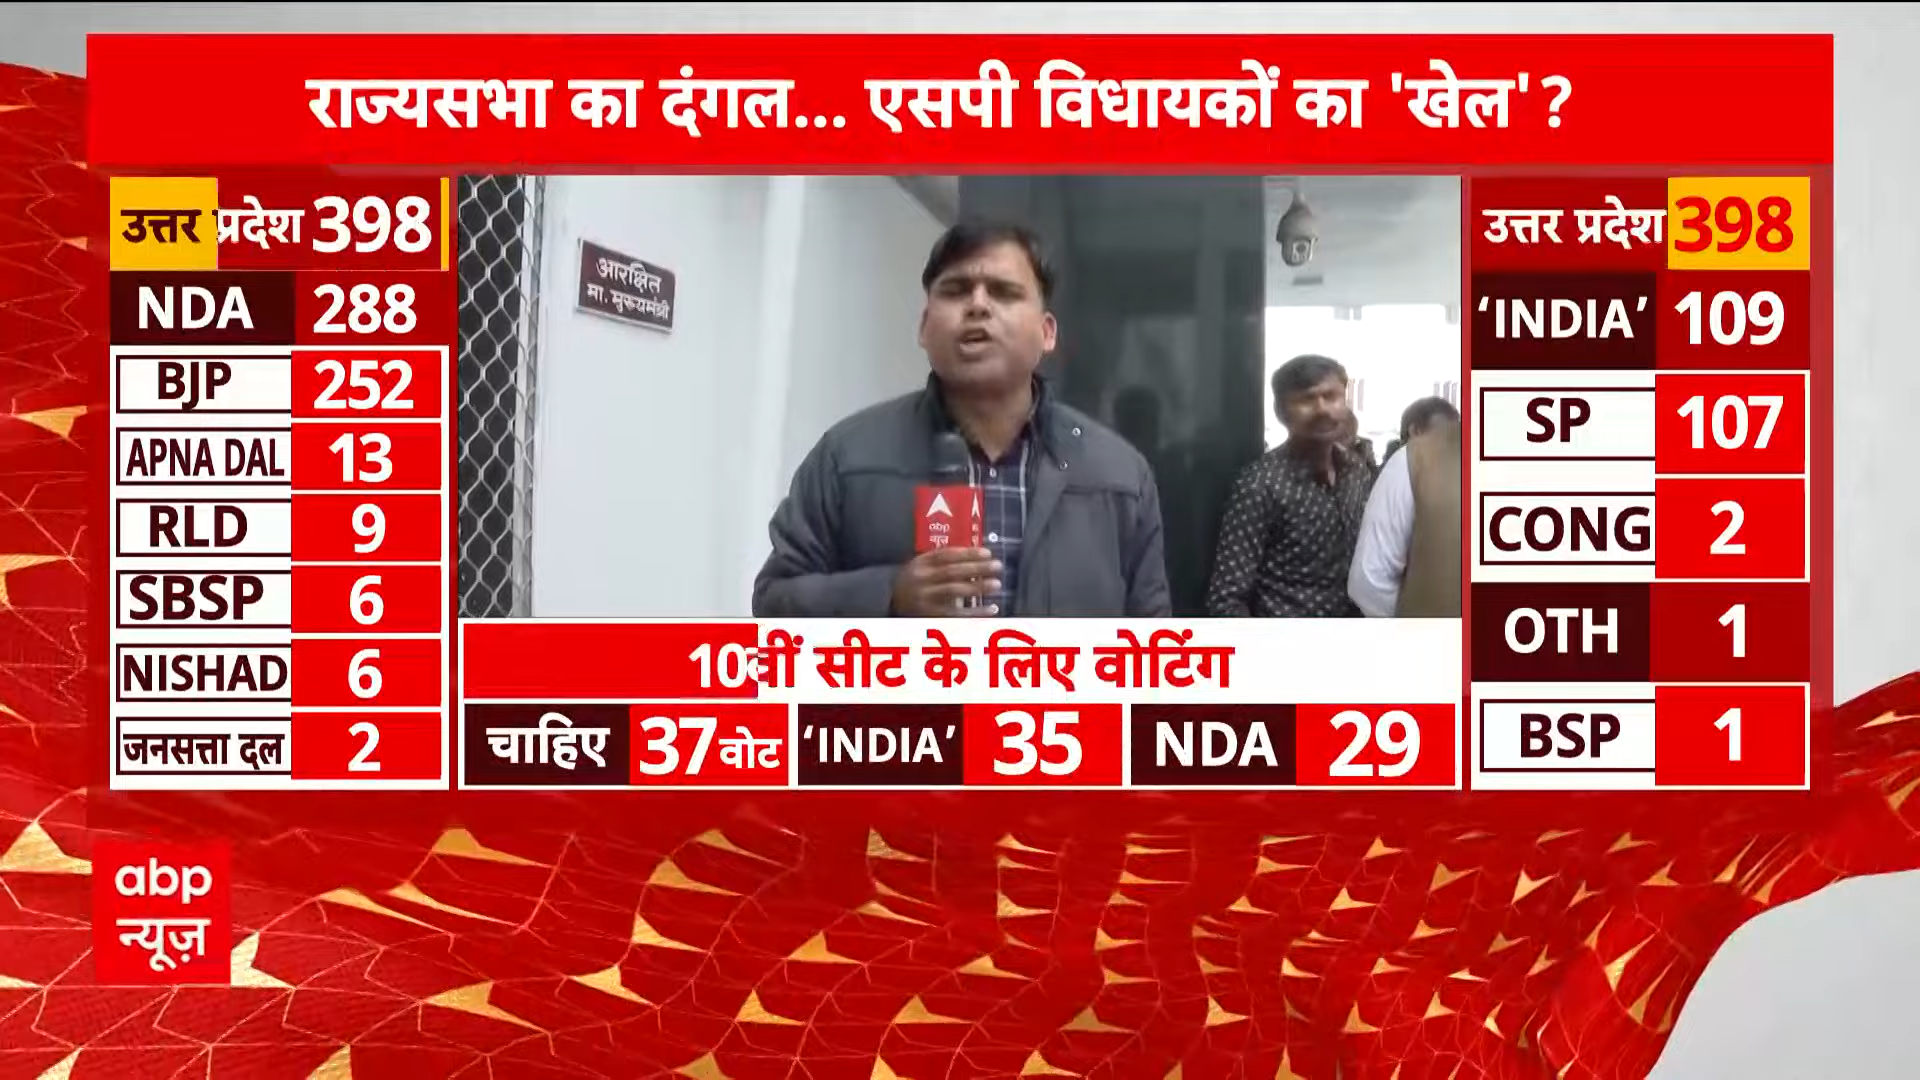 राज्यसभा का दंगल... एसपी विधायकों का 'खेल'?
उत्तर प्रदेश 398
NDA 288
BJP 252
APNA DAL 13
RLD 9
SBSP 6
NISHAD 6
जनसत्ता दल 2
आरक्षित
मा. मुख्यमंत्री
abp
न्यूज़
10वीं सीट के लिए वोटिंग
चाहिए 37 वोट 'INDIA' 35 NDA 29
उत्तर प्रदेश 398
'INDIA' 109
SP 107
CONG 2
OTH 1
BSP 1
abp
न्यूज़